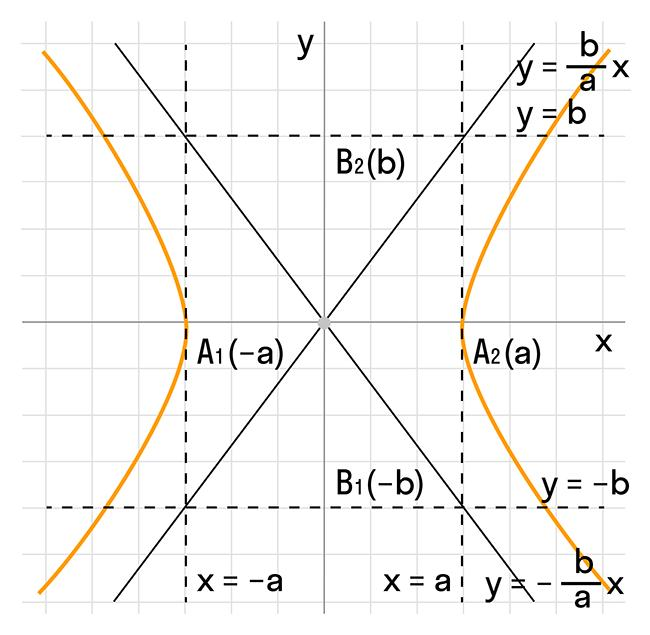 y
y = b/a x
y = b
B₂(b)
A₁(-a)
A₂(a)
x
B₁(-b)
y = -b
x = -a
x = a
y = - b/a x